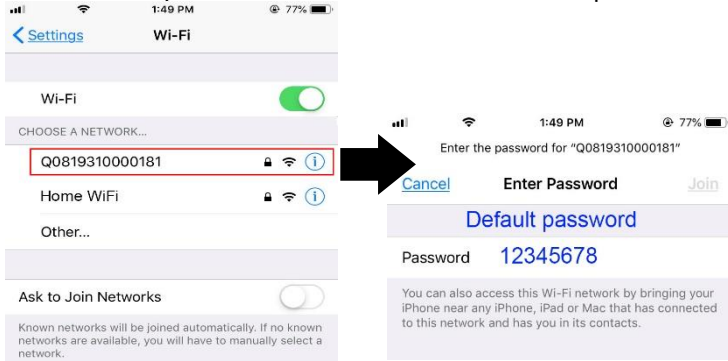 1:49 PM
77%
Settings
Wi-Fi
Wi-Fi
CHOOSE A NETWORK...
Q0819310000181
Home WiFi
Other...
Ask to Join Networks
Known networks will be joined automatically. If no known
networks are available, you will have to manually select a
network.
1:49 PM
77%
Enter the password for "Q0819310000181"
Cancel
Enter Password
Join
Default password
Password 12345678
You can also access this Wi-Fi network by bringing your
iPhone near any iPhone, iPad or Mac that has connected
to this network and has you in its contacts.